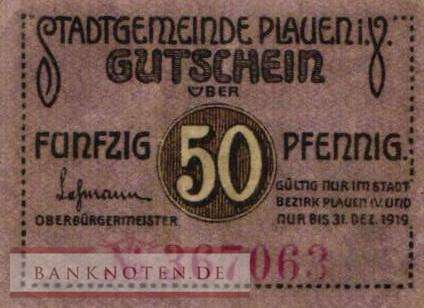 STADTGEMEINDE PLAUEN i. V.
GUTSCHEIN
ÜBER
FÜNFZIG 50 PFENNIG.
Lehmann
OBERBÜRGERMEISTER.
GÜLTIG NUR IM STADT
BEZIRK PLAUEN i.V. UND
NUR BIS 31. DEZ. 1919
№ 367063
BANKNOTEN.DE